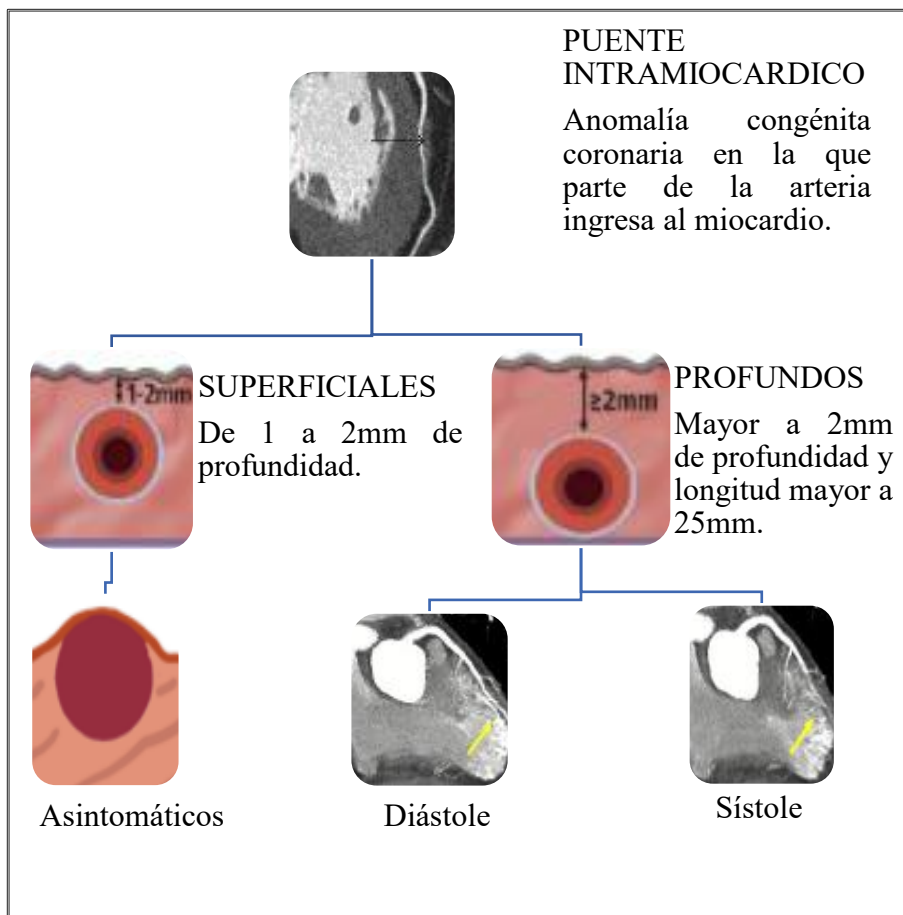 PUENTE
INTRAMIOCARDICO
Anomalía congénita
coronaria en la que
parte de la arteria
ingresa al miocardio.
1-2mm
SUPERFICIALES
De 1 a 2mm de
profundidad.
≥2mm
PROFUNDOS
Mayor a 2mm
de profundidad y
longitud mayor a
25mm.
Asintomáticos
Diástole
Sístole